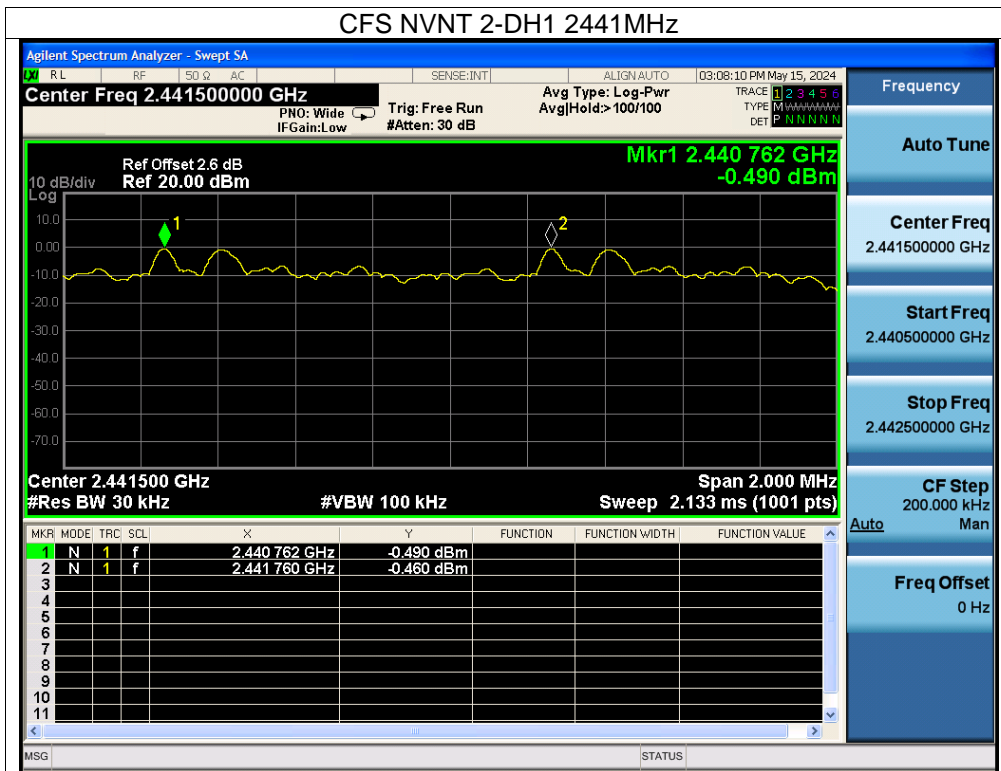 CFS NVNT 2-DH1 2441MHz
Agilent Spectrum Analyzer - Swept SA
LXI RL RF 50 Ω AC SENSE:INT ALIGN AUTO 03:08:10 PM May 15, 2024
Center Freq 2.441500000 GHz
PNO: Wide
IFGain:Low
Trig: Free Run
#Atten: 30 dB
Avg Type: Log-Pwr
Avg|Hold:>100/100
TRACE 1 2 3 4 5 6
TYPE M WWWWW
DET P N N N N N
Ref Offset 2.6 dB
10 dB/div Ref 20.00 dBm
Log
Mkr1 2.440 762 GHz
-0.490 dBm
1
2
10.0
0.00
-10.0
-20.0
-30.0
-40.0
-50.0
-60.0
-70.0
Center 2.441500 GHz Span 2.000 MHz
#Res BW 30 kHz #VBW 100 kHz Sweep 2.133 ms (1001 pts)
MKR MODE TRC SCL X Y FUNCTION FUNCTION WIDTH FUNCTION VALUE
1 N 1 f 2.440 762 GHz -0.490 dBm
2 N 1 f 2.441 760 GHz -0.460 dBm
3
4
5
6
7
8
9
10
11
MSG STATUS
Frequency
Auto Tune
Center Freq
2.441500000 GHz
Start Freq
2.440500000 GHz
Stop Freq
2.442500000 GHz
CF Step
200.000 kHz
Auto Man
Freq Offset
0 Hz